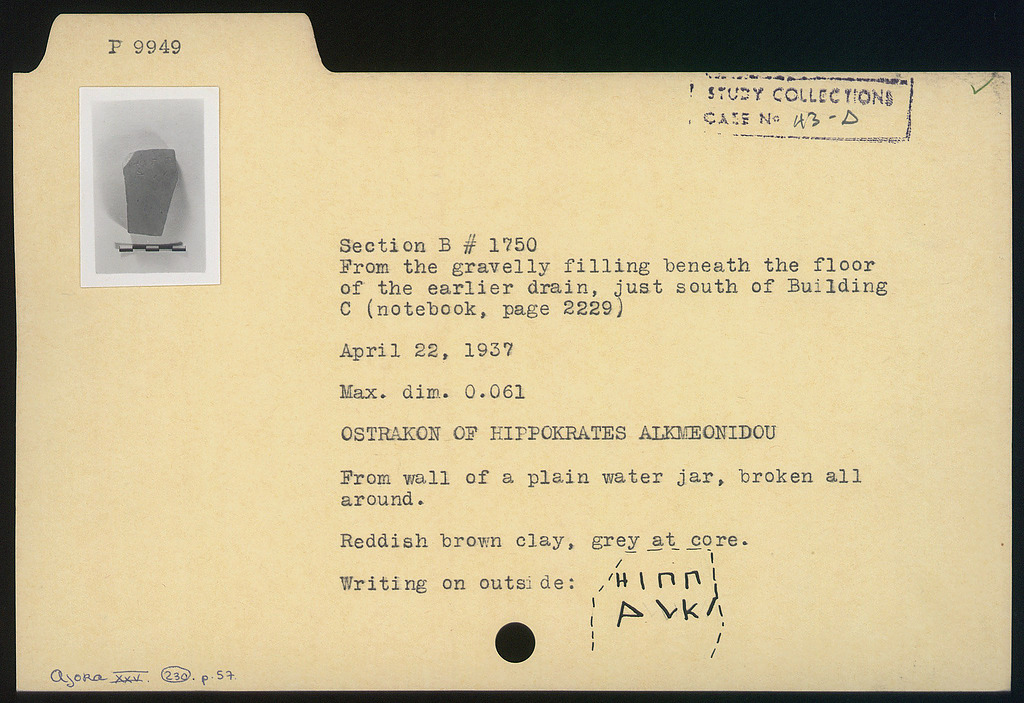 P 9949
STUDY COLLECTIONS
CASE No 43-Δ
Section B # 1750
From the gravelly filling beneath the floor
of the earlier drain, just south of Building
C (notebook, page 2229)
April 22, 1937
Max. dim. 0.061
OSTRAKON OF HIPPOKRATES ALKMEONIDOU
From wall of a plain water jar, broken all
around.
Reddish brown clay, grey at core.
Writing on outside:
ΗΙΠΠ
Agora XXV. 230. p. 57